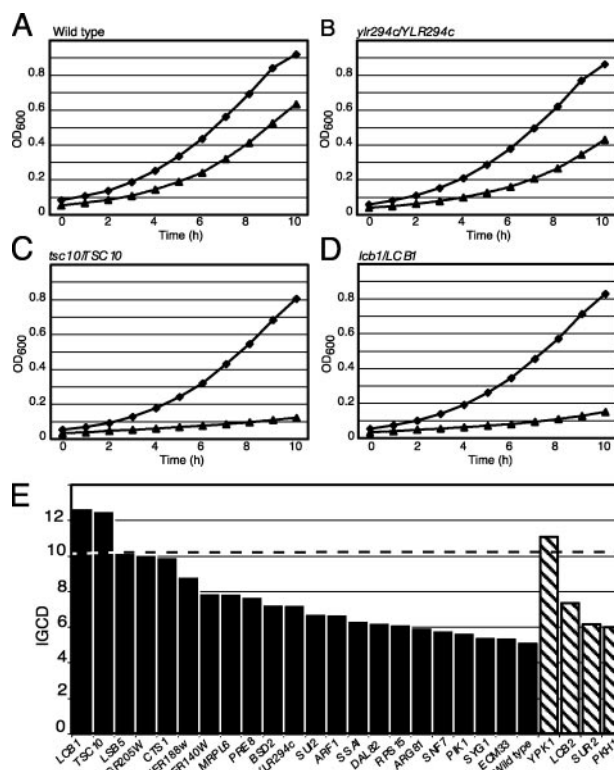 A
Wild type
OD600
0.8
0.6
0.4
0.2
0
0 2 4 6 8 10
Time (h)
B
ylr294c/YLR294c
OD600
0.8
0.6
0.4
0.2
0
0 2 4 6 8 10
Time (h)
C
tsc10/TSC10
OD600
0.8
0.6
0.4
0.2
0
0 2 4 6 8 10
Time (h)
D
lcb1/LCB1
OD600
0.8
0.6
0.4
0.2
0
0 2 4 6 8 10
Time (h)
E
IGCD
12
10
8
6
4
2
0
LCB1
TSC10
LSB5
CTS1
MRPL6
PRE8
BSD2
YLR294c
SUI2
ARF1
SSA1
DAL82
RPS15
ARG81
SNF7
PIK1
SYG1
ECM33
Wild type
YPK1
LCB2
SUR2
PKH1